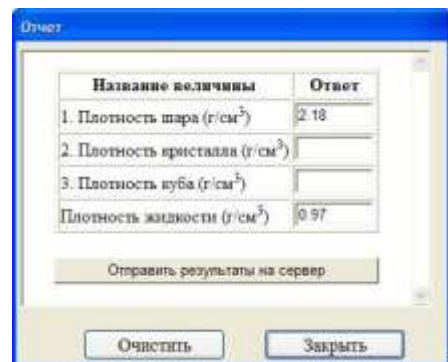 Отчет
Название величины Ответ
1. Плотность шара (г/см³) 2.18
2. Плотность кристалла (г/см³)
3. Плотность куба (г/см³)
Плотность жидкости (г/см³) 0.97
Отправить результаты на сервер
Очистить Закрыть